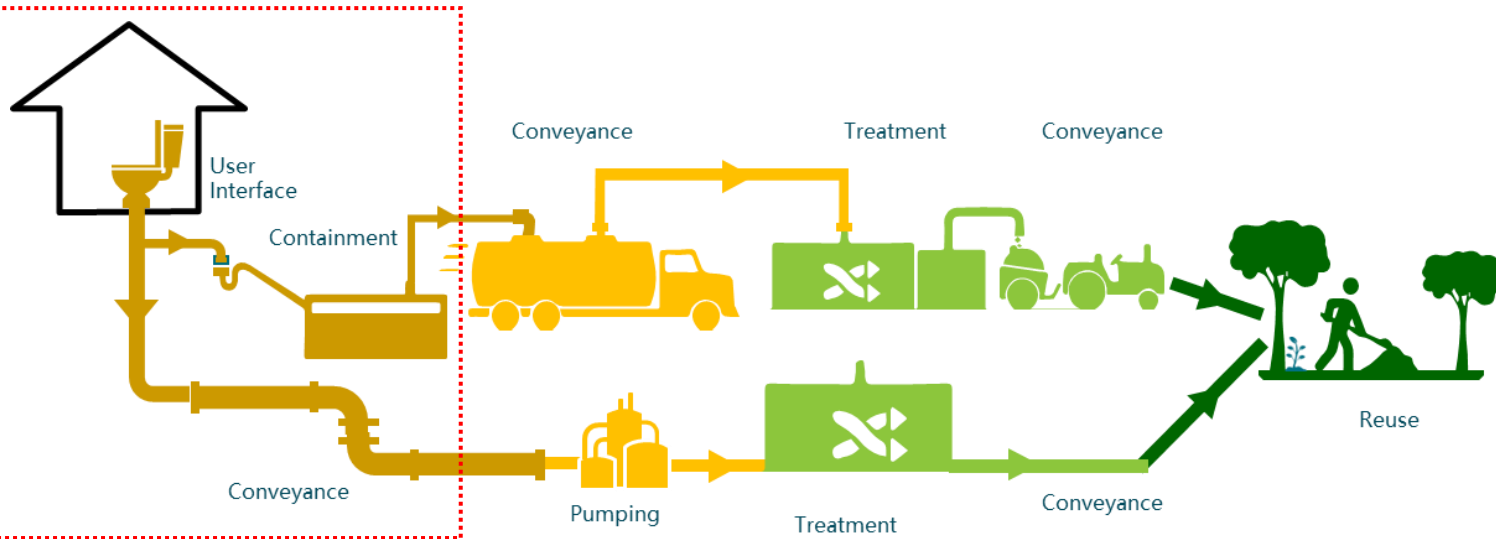 Conveyance
Treatment
Conveyance
User
Interface
Containment
Reuse
Conveyance
Pumping
Treatment
Conveyance